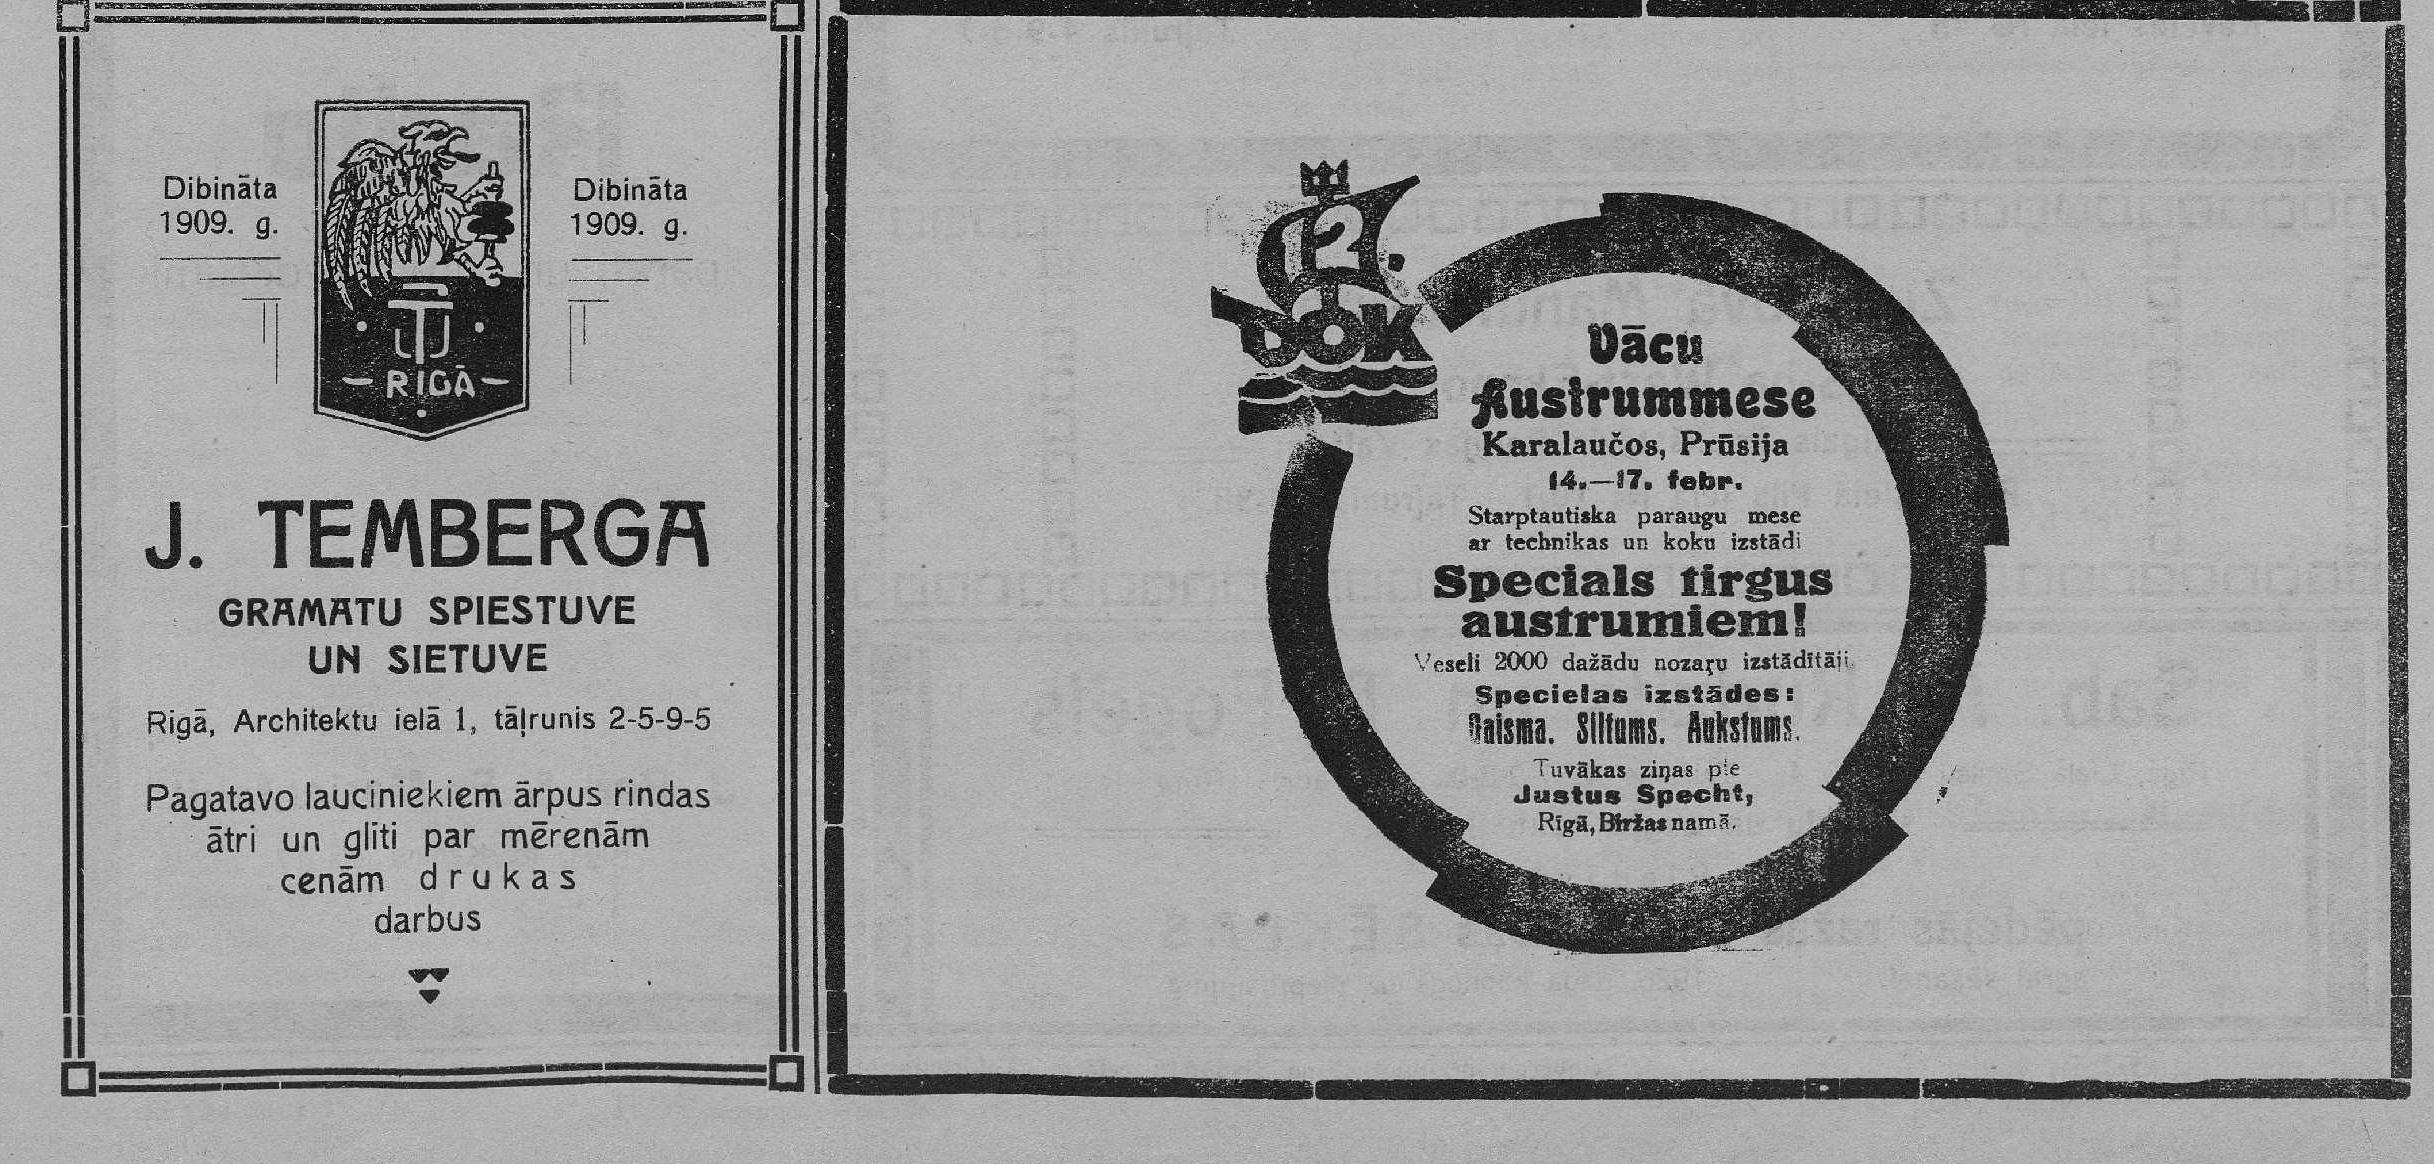 Dibināta
1909. g.
Dibināta
1909. g.
RIGĀ
J. TEMBERGA
GRAMATU SPIESTUVE
UN SIETUVE
Rigā, Architektu ielā 1, tāļrunis 2-5-9-5
Pagatavo lauciniekiem ārpus rindas
ātri un glīti par mērenām
cenām drukas
darbus
12.
DOK
Vācu
Austrummese
Karalaučos, Prūsija
14.—17. febr.
Starptautiska paraugu mese
ar technikas un koku izstādi
Specials tirgus
austrumiem!
Veseli 2000 dažādu nozaŗu izstādītāji
Specielas izstādes:
Gaisma. Siltums. Aukstums.
Tuvākas ziņas pie
Justus Specht,
Rīgā, Biržas namā.